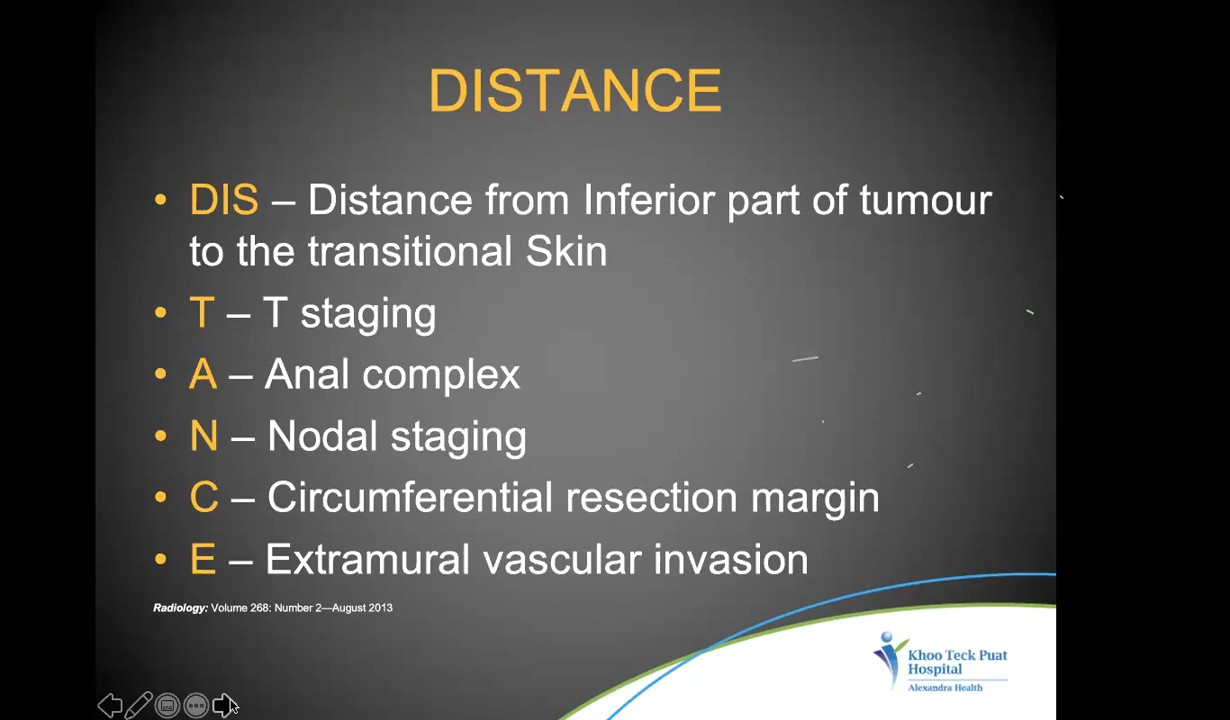 DISTANCE
• DIS – Distance from Inferior part of tumour
to the transitional Skin
• T – T staging
• A – Anal complex
• N – Nodal staging
• C – Circumferential resection margin
• E – Extramural vascular invasion
Radiology: Volume 268: Number 2—August 2013
Khoo Teck Puat
Hospital
Alexandra Health